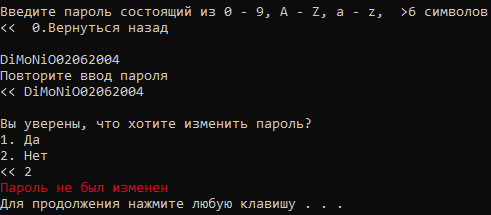 Введите пароль состоящий из 0 - 9, A - Z, a - z,  >6 символов
<<  0.Вернуться назад
DiMoNiO02062004
Повторите ввод пароля
<< DiMoNiO02062004
Вы уверены, что хотите изменить пароль?
1. Да
2. Нет
<< 2
Пароль не был изменен
Для продолжения нажмите любую клавишу . . .